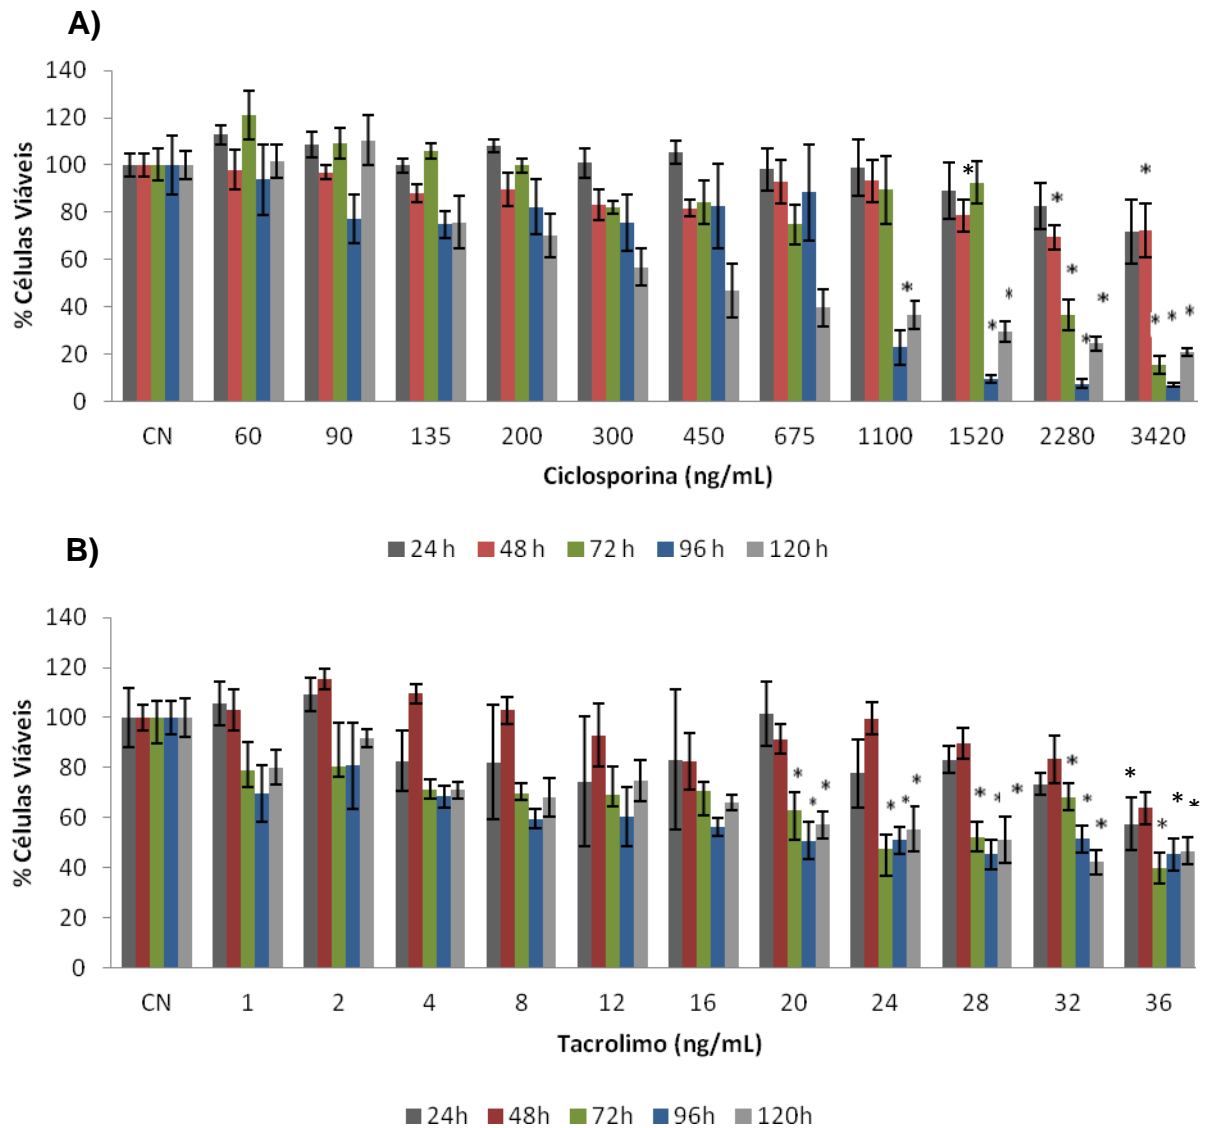 A)
140
120
100
80
60
40
20
0
% Células Viáveis
CN 60 90 135 200 300 450 675 1100 1520 2280 3420
Ciclosporina (ng/mL)
24 h 48 h 72 h 96 h 120 h
B)
140
120
100
80
60
40
20
0
% Células Viáveis
CN 1 2 4 8 12 16 20 24 28 32 36
Tacrolimo (ng/mL)
24h 48h 72h 96h 120h